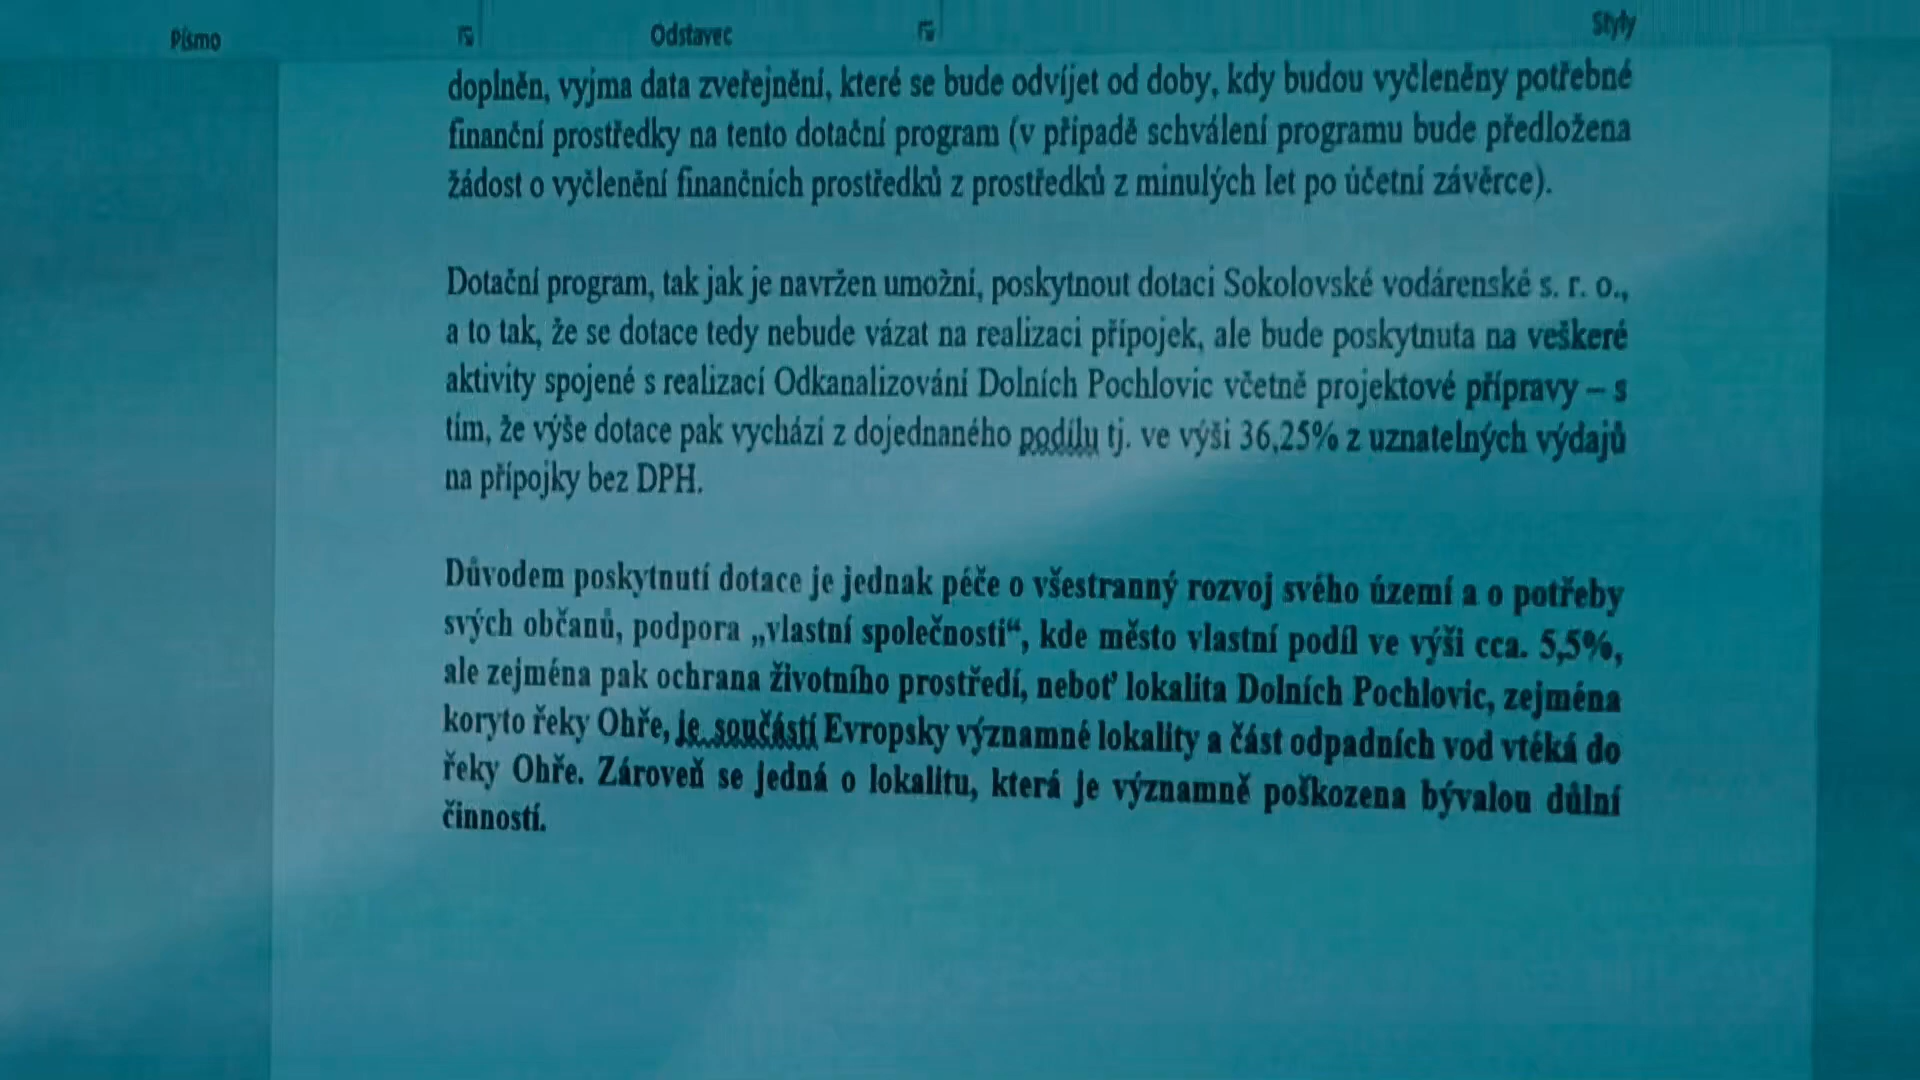 Písmo Odstavec Styly
doplněn, vyjma data zveřejnění, které se bude odvíjet od doby, kdy budou vyčleněny potřebné
finanční prostředky na tento dotační program (v případě schválení programu bude předložena
žádost o vyčlenění finančních prostředků z prostředků z minulých let po účetní závěrce).
Dotační program, tak jak je navržen umožní, poskytnout dotaci Sokolovské vodárenské s. r. o.,
a to tak, že se dotace tedy nebude vázat na realizaci přípojek, ale bude poskytnuta na veškeré
aktivity spojené s realizací Odkanalizování Dolních Pochlovic včetně projektové přípravy – s
tím, že výše dotace pak vychází z dojednaného podílu tj. ve výši 36,25% z uznatelných výdajů
na přípojky bez DPH.
Důvodem poskytnutí dotace je jednak péče o všestranný rozvoj svého území a o potřeby
svých občanů, podpora „vlastní společnosti“, kde město vlastní podíl ve výši cca. 5,5%,
ale zejména pak ochrana životního prostředí, neboť lokalita Dolních Pochlovic, zejména
koryto řeky Ohře, je součástí Evropsky významné lokality a část odpadních vod vtéká do
řeky Ohře. Zároveň se jedná o lokalitu, která je významně poškozena bývalou důlní
činností.